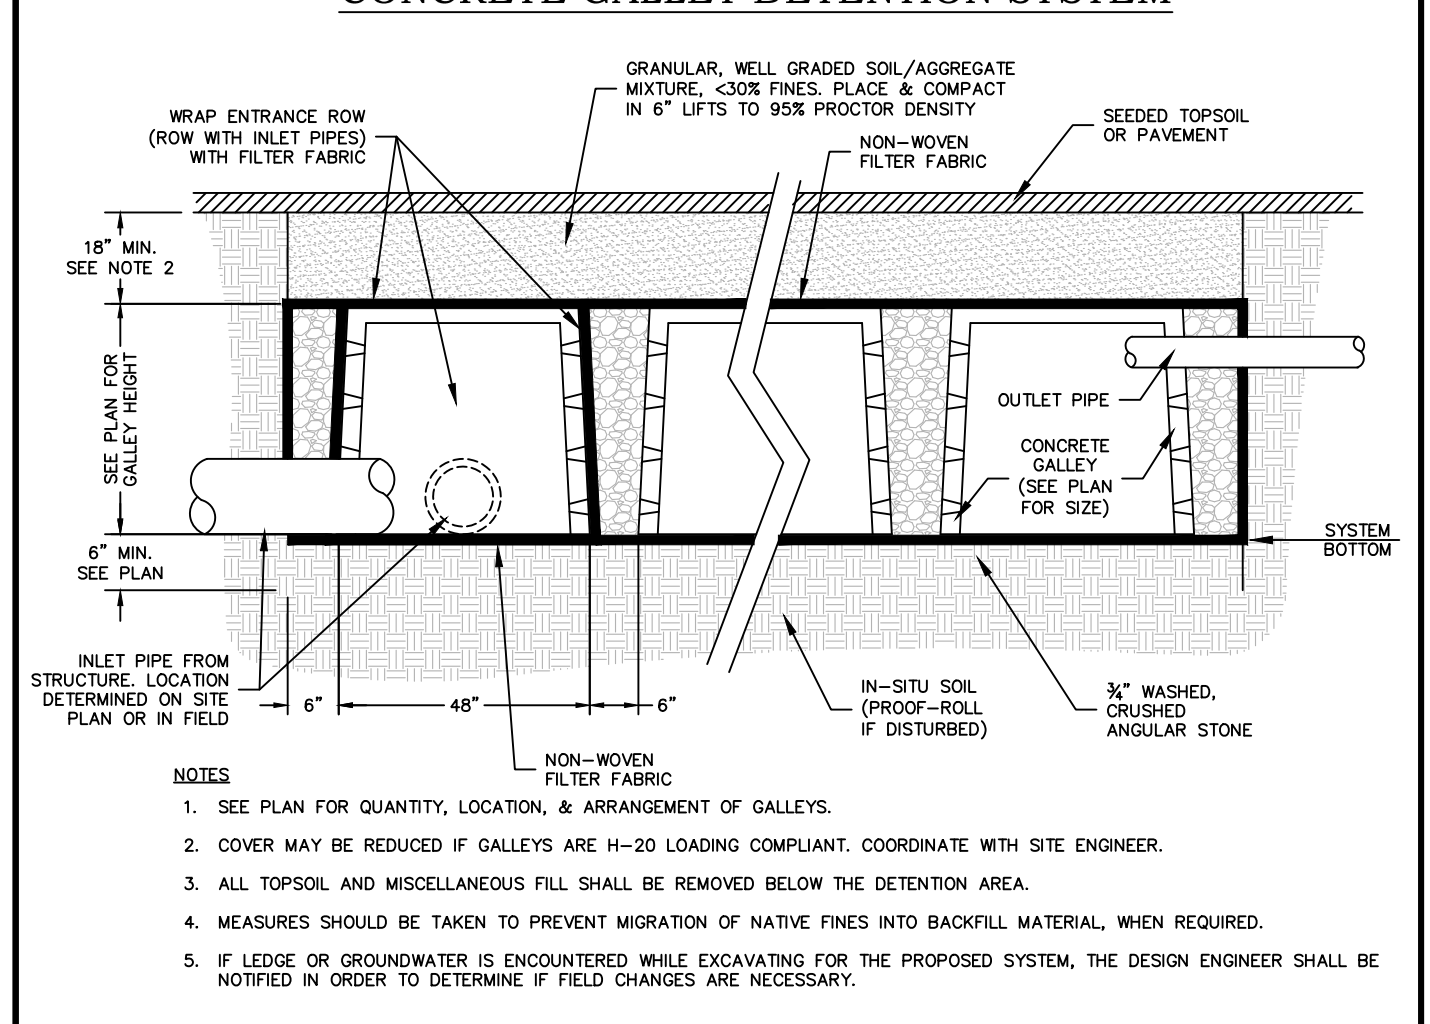 CONCRETE GALLEY DETENTION SYSTEM
GRANULAR, WELL GRADED SOIL/AGGREGATE
MIXTURE, <30% FINES. PLACE & COMPACT
IN 6" LIFTS TO 95% PROCTOR DENSITY
WRAP ENTRANCE ROW
(ROW WITH INLET PIPES)
WITH FILTER FABRIC
SEEDED TOPSOIL
OR PAVEMENT
NON-WOVEN
FILTER FABRIC
18" MIN.
SEE NOTE 2
SEE PLAN FOR
GALLEY HEIGHT
OUTLET PIPE
CONCRETE
GALLEY
(SEE PLAN
FOR SIZE)
SYSTEM
BOTTOM
6" MIN.
SEE PLAN
INLET PIPE FROM
STRUCTURE. LOCATION
DETERMINED ON SITE
PLAN OR IN FIELD
6"
48"
6"
IN-SITU SOIL
(PROOF-ROLL
IF DISTURBED)
¾" WASHED,
CRUSHED
ANGULAR STONE
NON-WOVEN
FILTER FABRIC
NOTES
1. SEE PLAN FOR QUANTITY, LOCATION, & ARRANGEMENT OF GALLEYS.
2. COVER MAY BE REDUCED IF GALLEYS ARE H-20 LOADING COMPLIANT. COORDINATE WITH SITE ENGINEER.
3. ALL TOPSOIL AND MISCELLANEOUS FILL SHALL BE REMOVED BELOW THE DETENTION AREA.
4. MEASURES SHOULD BE TAKEN TO PREVENT MIGRATION OF NATIVE FINES INTO BACKFILL MATERIAL, WHEN REQUIRED.
5. IF LEDGE OR GROUNDWATER IS ENCOUNTERED WHILE EXCAVATING FOR THE PROPOSED SYSTEM, THE DESIGN ENGINEER SHALL BE
NOTIFIED IN ORDER TO DETERMINE IF FIELD CHANGES ARE NECESSARY.